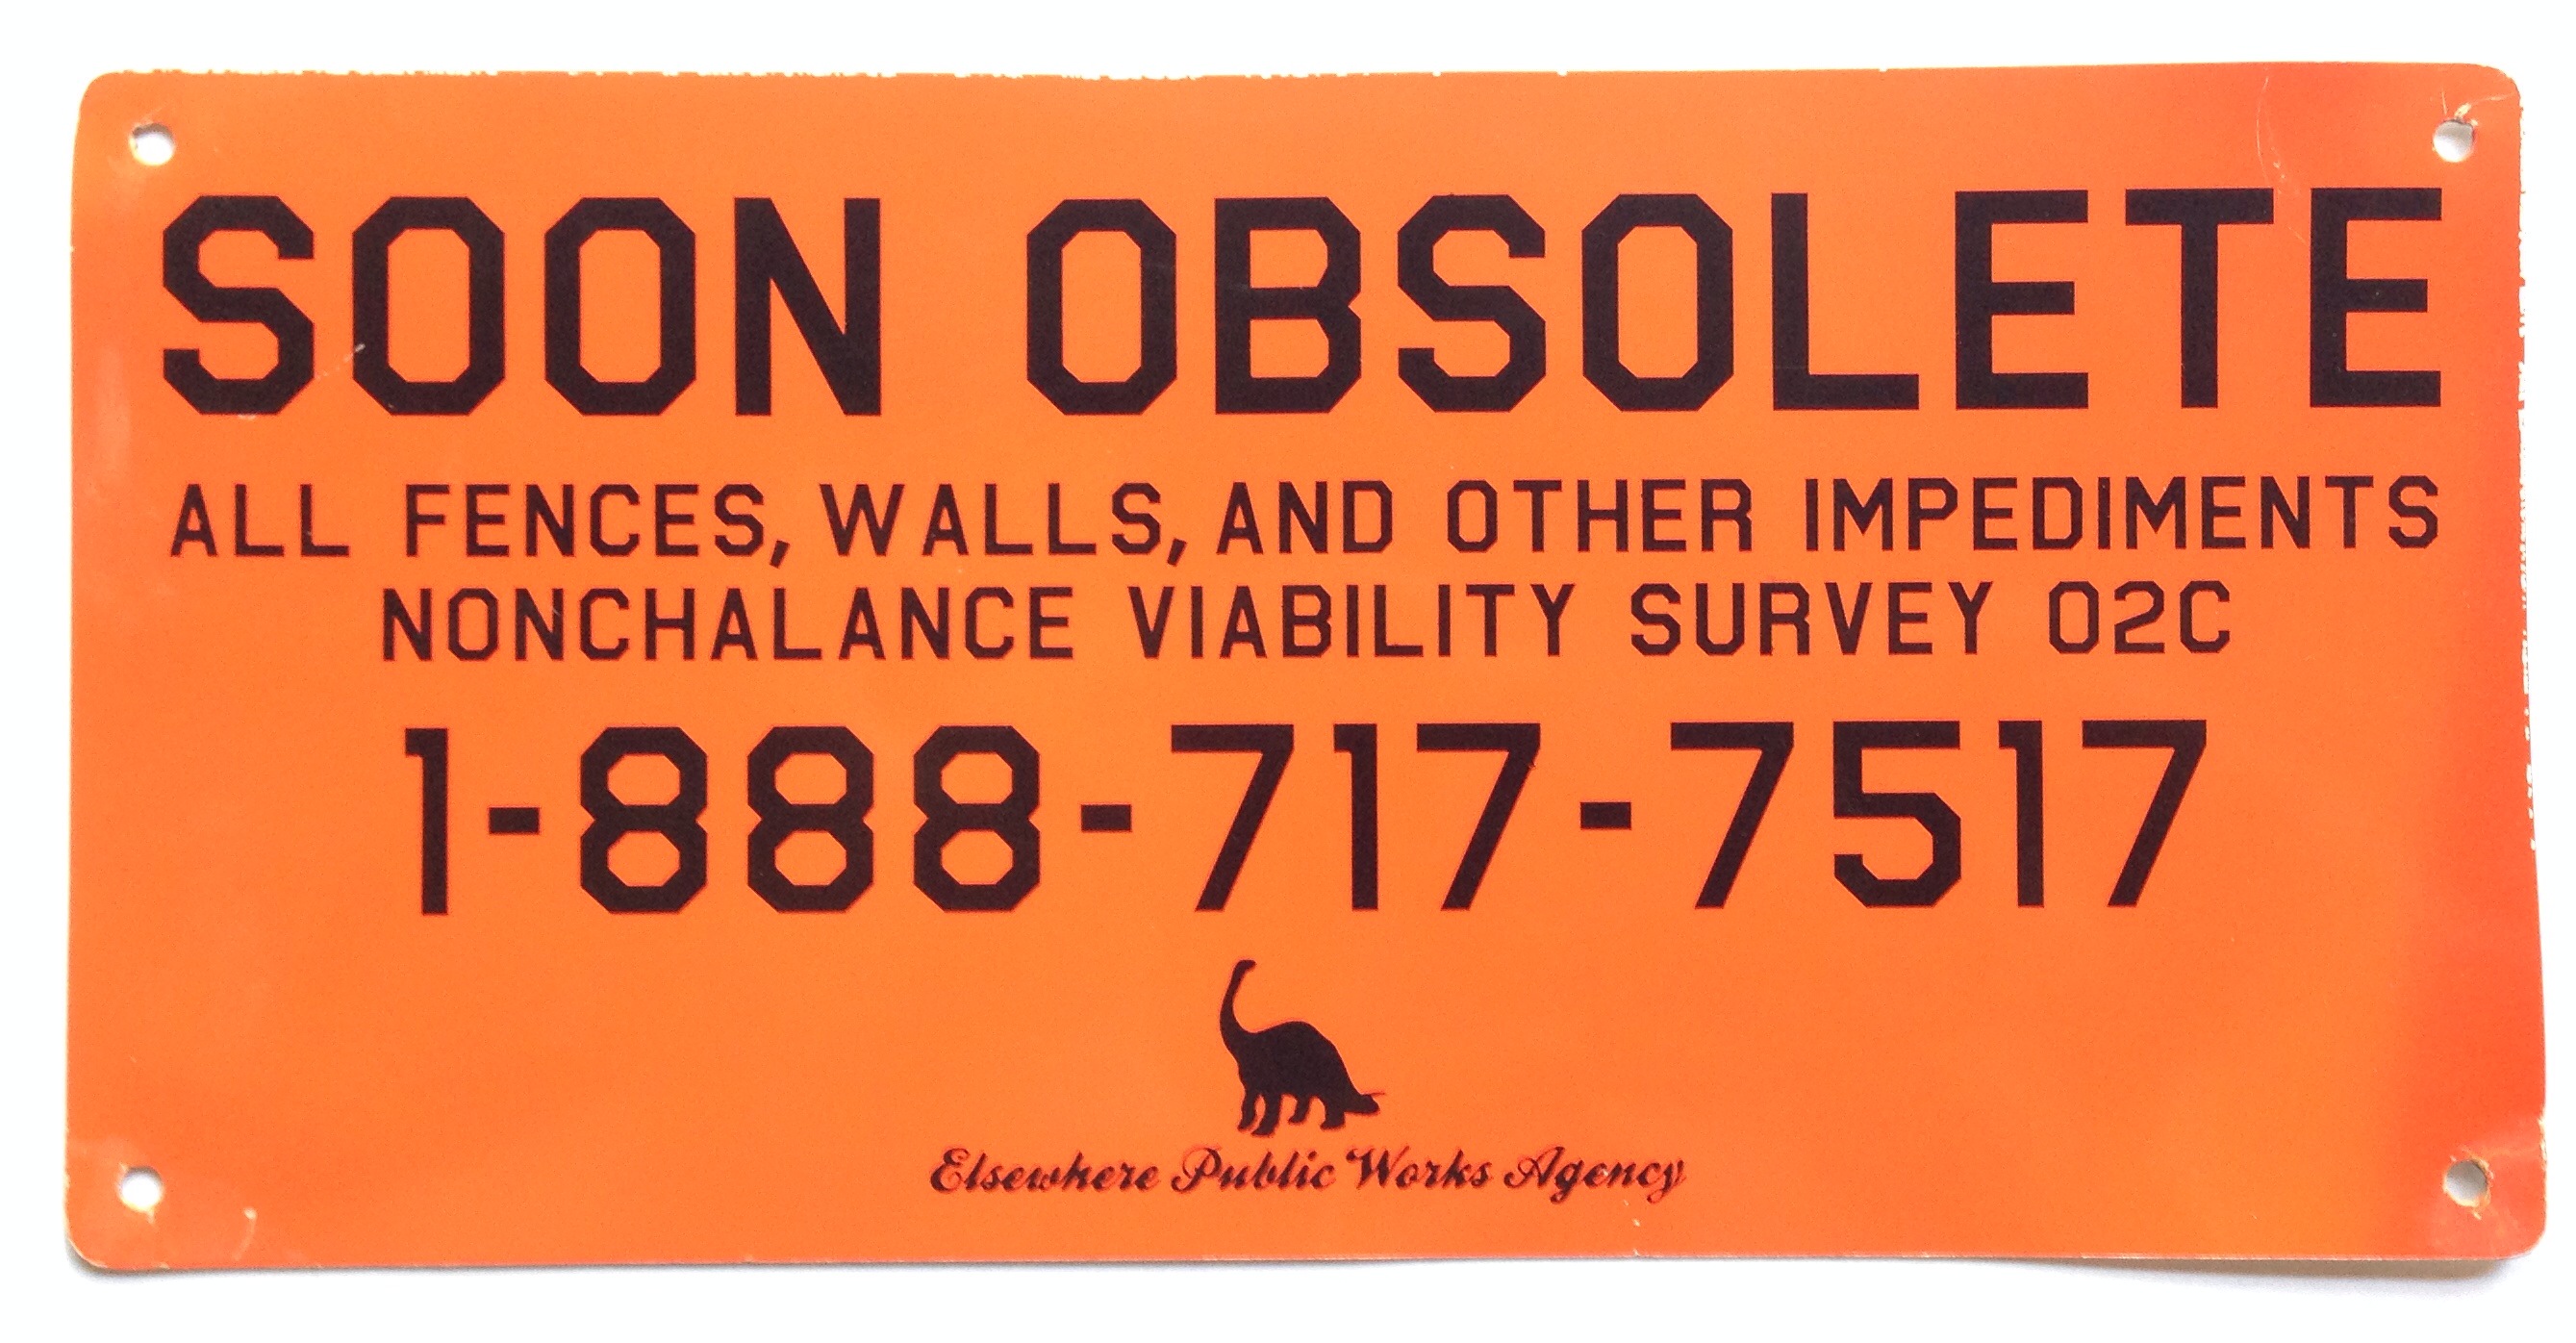 SOON OBSOLETE
ALL FENCES, WALLS, AND OTHER IMPEDIMENTS
NONCHALANCE VIABILITY SURVEY 02C
1-888-717-7517
Elsewhere Public Works Agency